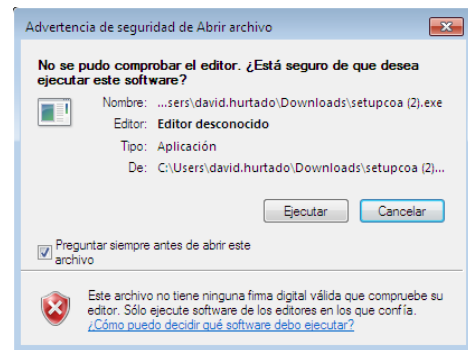 Advertencia de seguridad de Abrir archivo
No se pudo comprobar el editor. ¿Está seguro de que desea
ejecutar este software?
Nombre: ...sers\david.hurtado\Downloads\setupcoa (2).exe
Editor: Editor desconocido
Tipo: Aplicación
De: C:\Users\david.hurtado\Downloads\setupcoa (2)...
Ejecutar Cancelar
Preguntar siempre antes de abrir este
archivo
Este archivo no tiene ninguna firma digital válida que compruebe su
editor. Sólo ejecute software de los editores en los que confía.
¿Cómo puedo decidir qué software debo ejecutar?